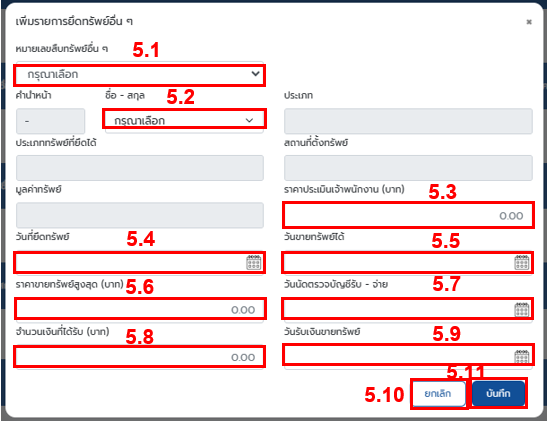 เพิ่มรายการยึดทรัพย์อื่น ๆ ×
หมายเลขสืบทรัพย์อื่น ๆ 5.1
กรุณาเลือก
คำนำหน้า ชื่อ - สกุล 5.2 ประเภท
- กรุณาเลือก
ประเภททรัพย์ที่ยึดได้ สถานที่ตั้งทรัพย์
มูลค่าทรัพย์ ราคาประเมินเจ้าพนักงาน (บาท) 5.3
0.00
วันที่ยึดทรัพย์ 5.4 วันขายทรัพย์ได้ 5.5
ราคาขายทรัพย์สูงสุด (บาท) 5.6 วันนัดตรวจบัญชีรับ - จ่าย 5.7
0.00
จำนวนเงินที่ได้รับ (บาท) 5.8 วันรับเงินขายทรัพย์ 5.9
0.00
5.10 ยกเลิก 5.11 บันทึก